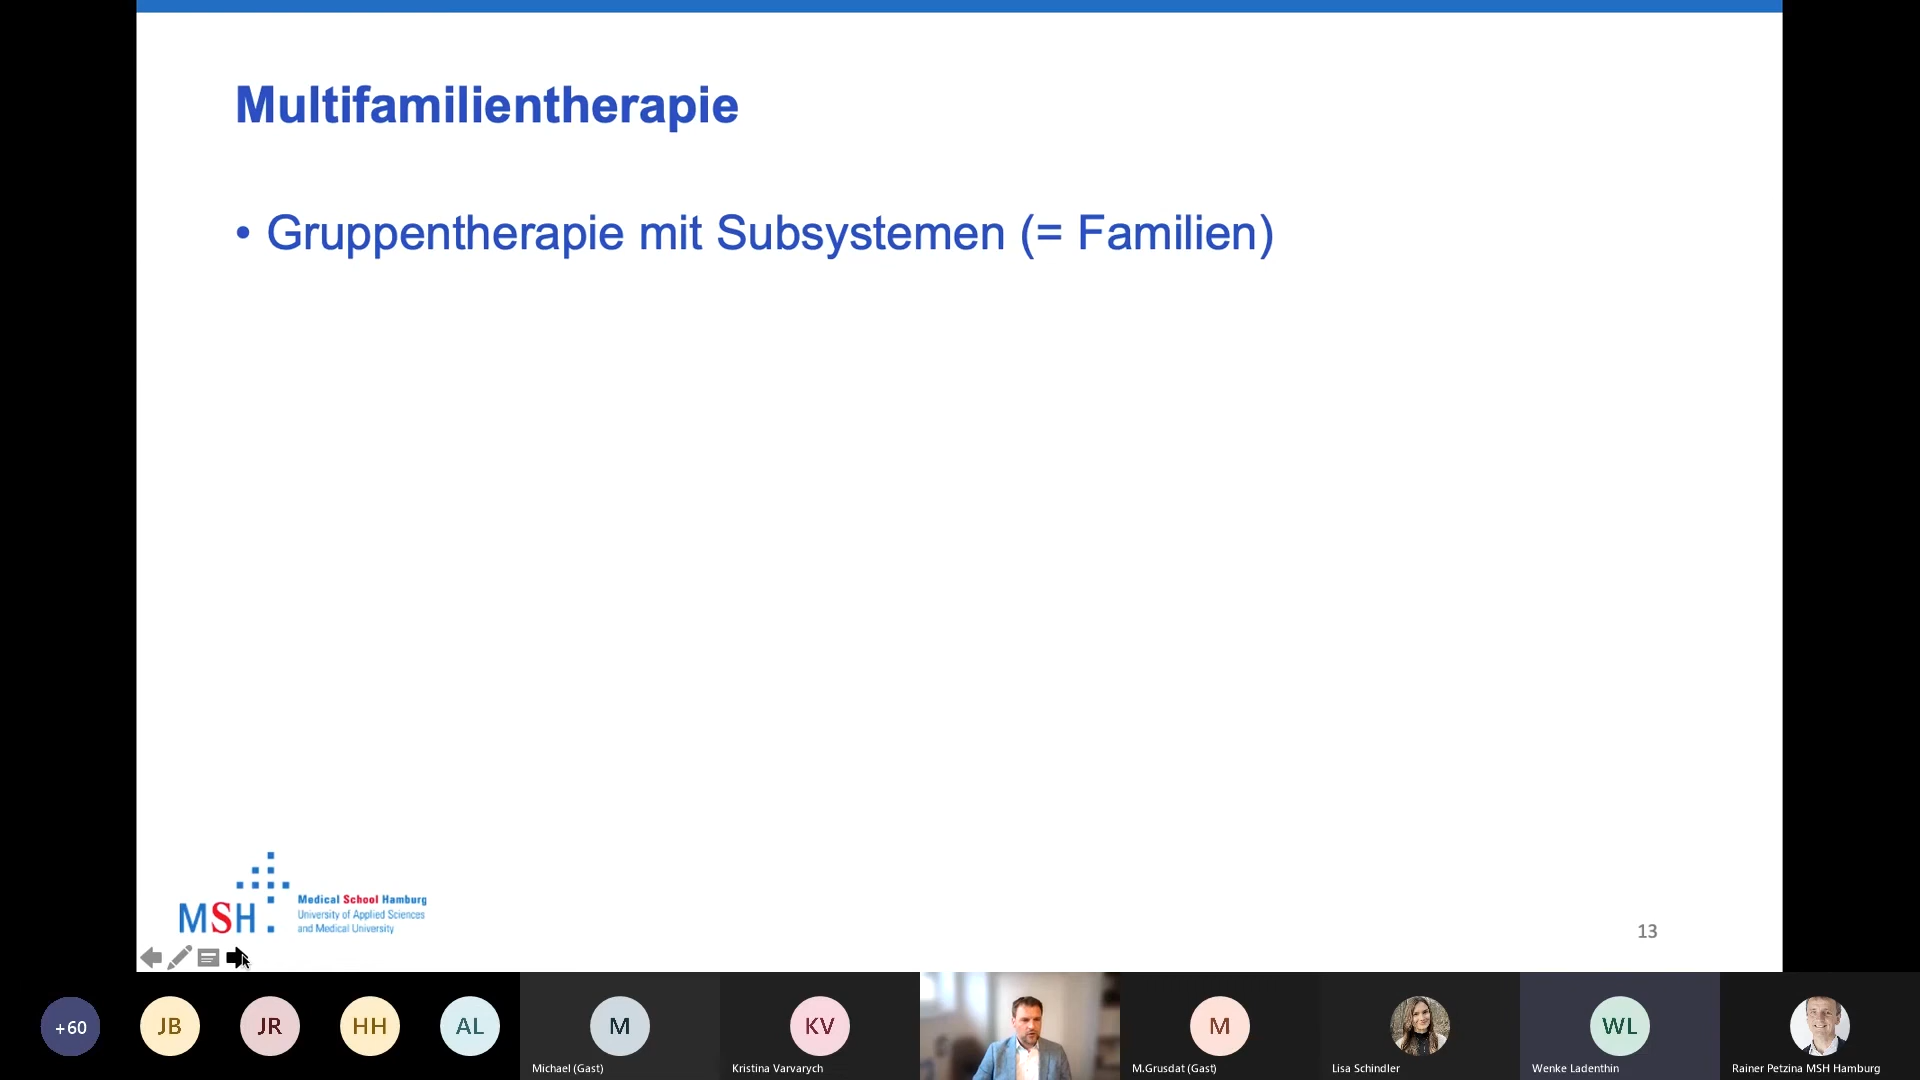 Multifamilientherapie
• Gruppentherapie mit Subsystemen (= Familien)
MSH
Medical School Hamburg
University of Applied Sciences
and Medical University
13
+60
JB
JR
HH
AL
M
Michael (Gast)
KV
Kristina Varvarych
M
M.Grusdat (Gast)
Lisa Schindler
WL
Wenke Ladenthin
Rainer Petzina MSH Hamburg